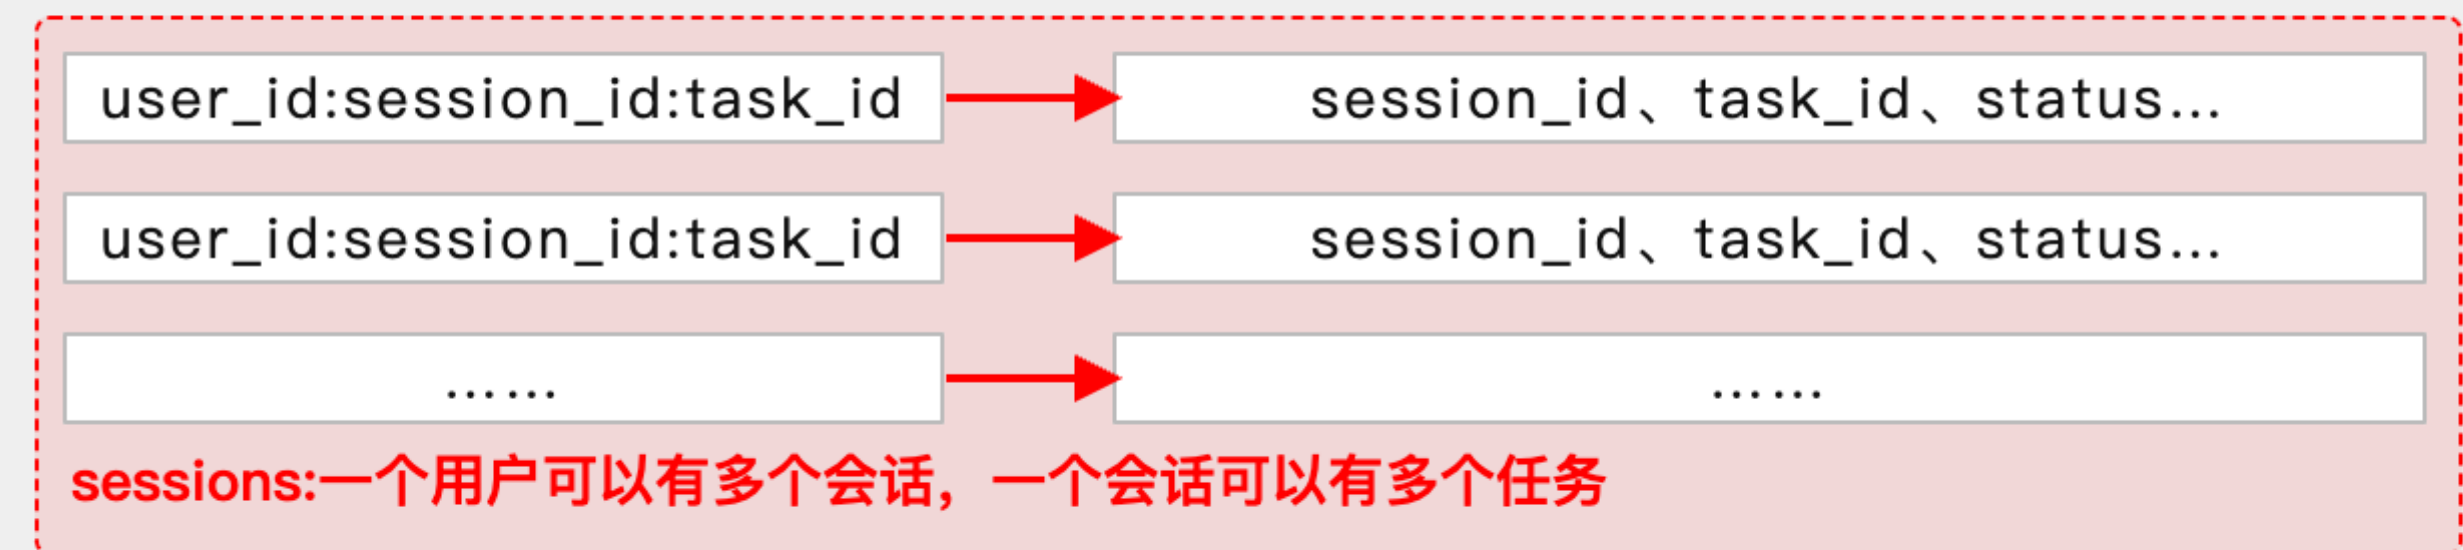 user_id:session_id:task_id session_id、task_id、status...
user_id:session_id:task_id session_id、task_id、status...
...... ......
sessions:一个用户可以有多个会话，一个会话可以有多个任务